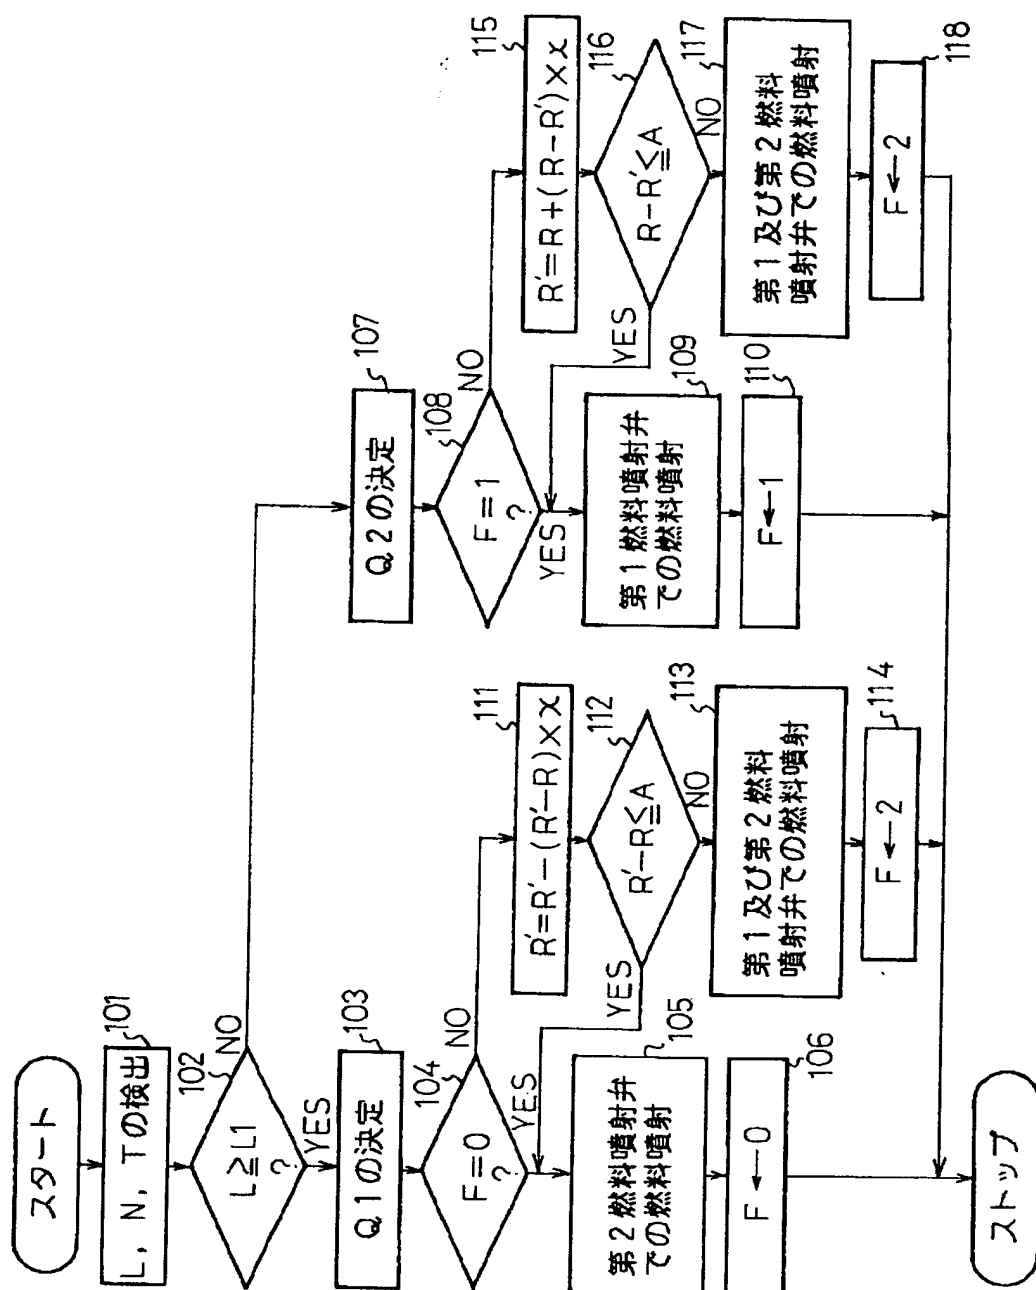 スタート
101
L, N, Tの検出
102
L≧L1
?
NO
YES
103
Q1の決定
104
F=0
?
NO
YES
105
第2燃料噴射弁
での燃料噴射
106
F←0
111
R'=R'-(R'-R)×x
112
R'-R≦A
YES
NO
113
第1及び第2燃料
噴射弁での燃料噴射
114
F←2
107
Q2の決定
108
F=1
?
NO
YES
109
第1燃料噴射弁
での燃料噴射
110
F←1
115
R'=R+(R-R')×x
116
R-R'≦A
YES
NO
117
第1及び第2燃料
噴射弁での燃料噴射
118
F←2
ストップ